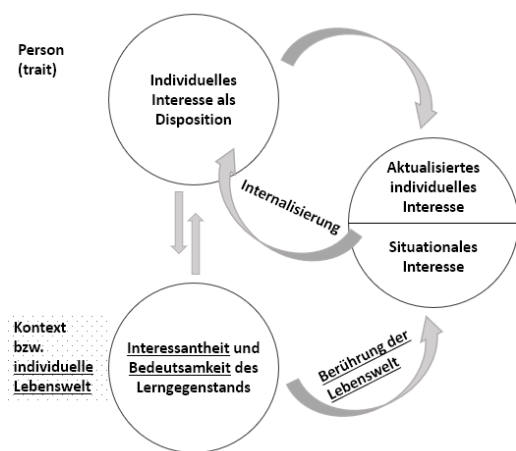 Person
(trait)
Individuelles
Interesse als
Disposition
Aktualisiertes
individuelles
Interesse
Internalisierung
Situationales
Interesse
Kontext
bzw.
individuelle
Lebenswelt
Interessantheit und
Bedeutsamkeit des
Lerngegenstands
Berührung der
Lebenswelt